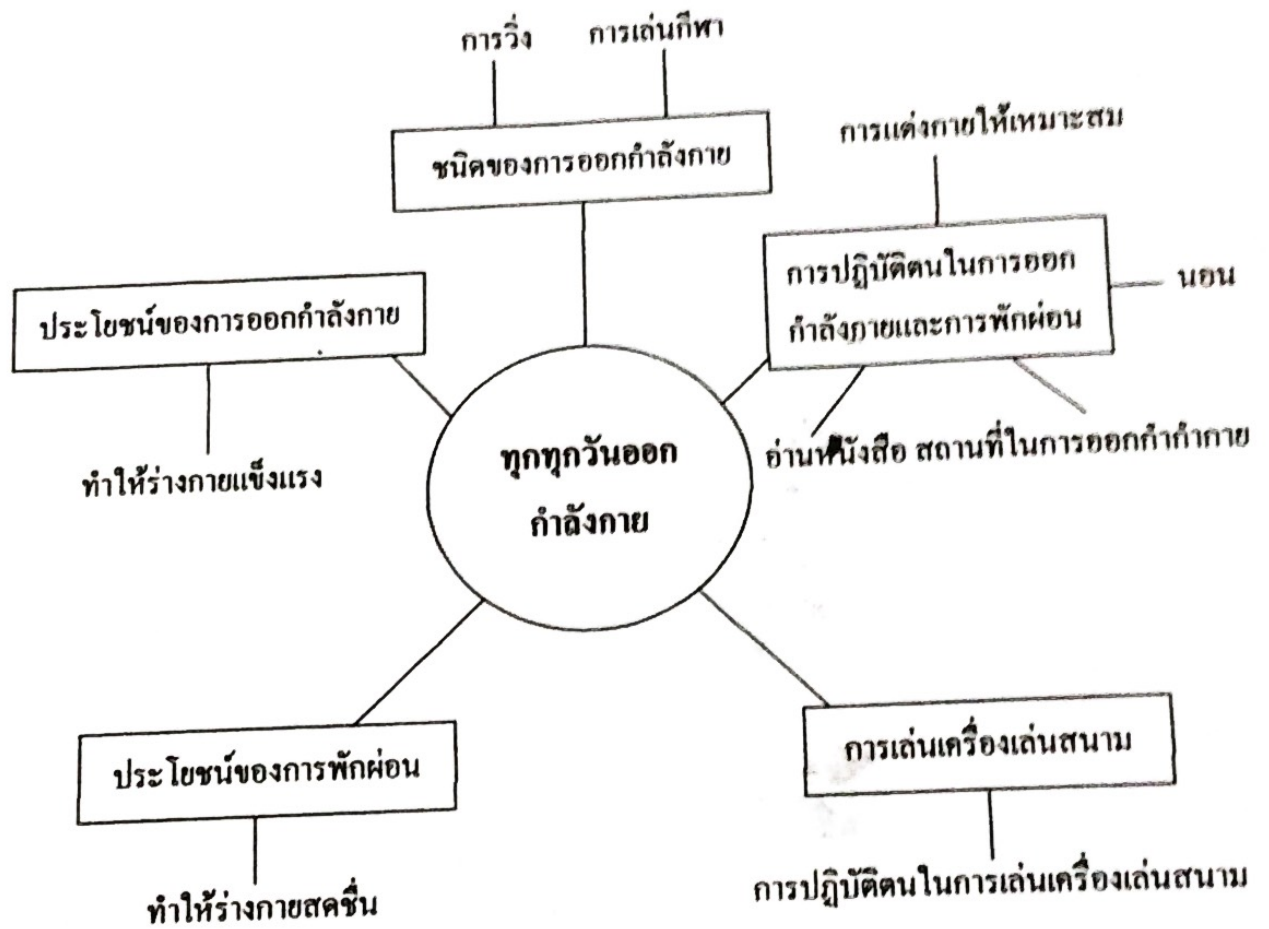 การวิ่ง การเล่นกีฬา
ชนิดของการออกกำลังกาย
การแต่งกายให้เหมาะสม
การปฏิบัติตนในการออก
กำลังกายและการพักผ่อน
นอน
อ่านหนังสือ สถานที่ในการออกกำกำกาย
ประโยชน์ของการออกกำลังกาย
ทำให้ร่างกายแข็งแรง
ทุกทุกวันออก
กำลังกาย
ประโยชน์ของการพักผ่อน
ทำให้ร่างกายสดชื่น
การเล่นเครื่องเล่นสนาม
การปฏิบัติตนในการเล่นเครื่องเล่นสนาม